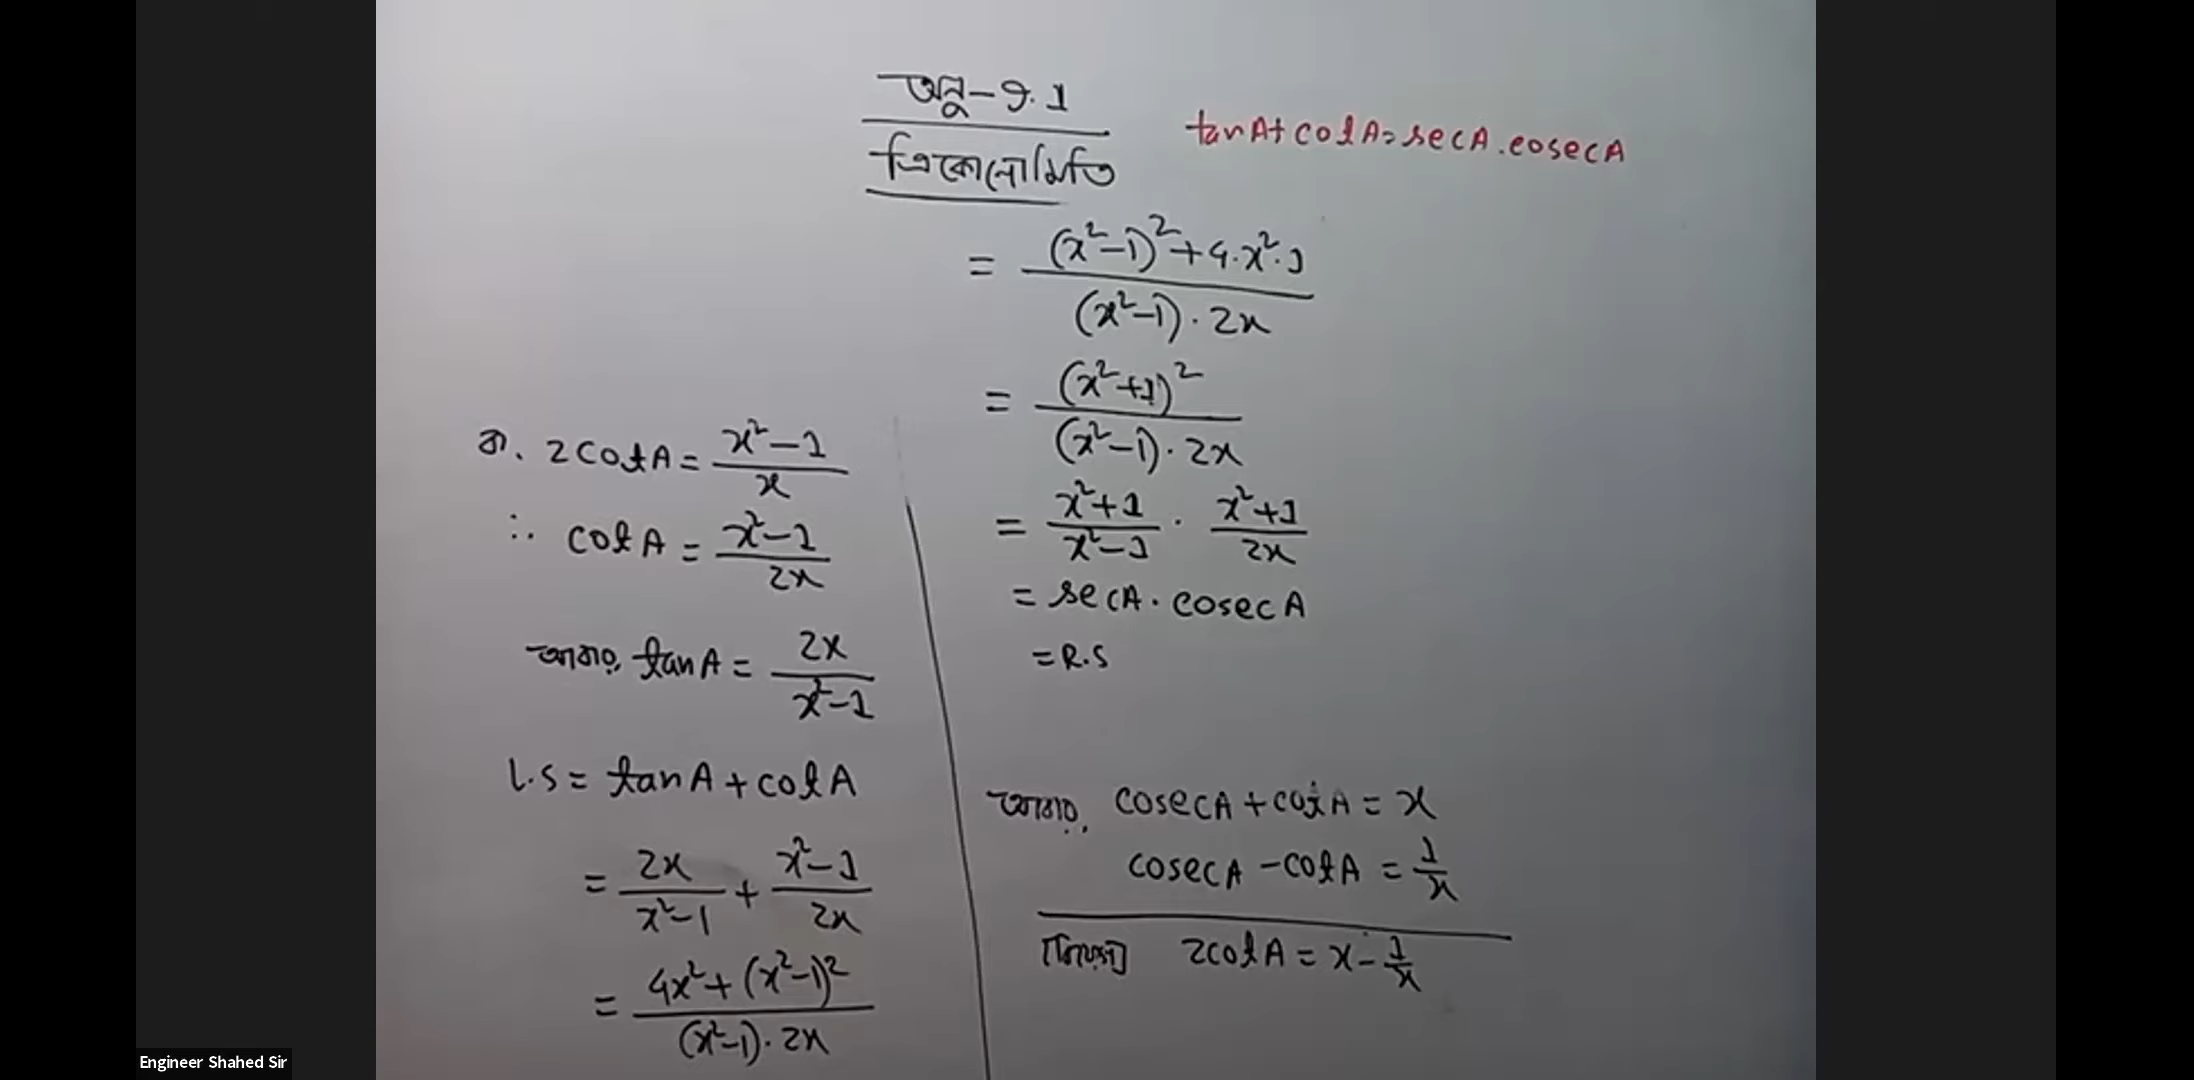 অনু-9.1
ত্রিকোনোমিতি
tanA+cotA=secA.cosecA
বা, 2cotA = (x²-1)/x
∴ cotA = (x²-1)/2x
আবার, tanA = 2x/(x²-1)
L.S = tanA + cotA
= 2x/(x²-1) + (x²-1)/2x
= (4x²+(x²-1)²)/((x²-1)·2x)
= ((x²-1)²+4·x²·1)/((x²-1)·2x)
= (x²+1)²/((x²-1)·2x)
= (x²+1)/(x²-1) · (x²+1)/2x
= secA · cosecA
= R.S
আবার, cosecA + cotA = x
cosecA - cotA = 1/x
2cotA = x - 1/x
Engineer Shahed Sir